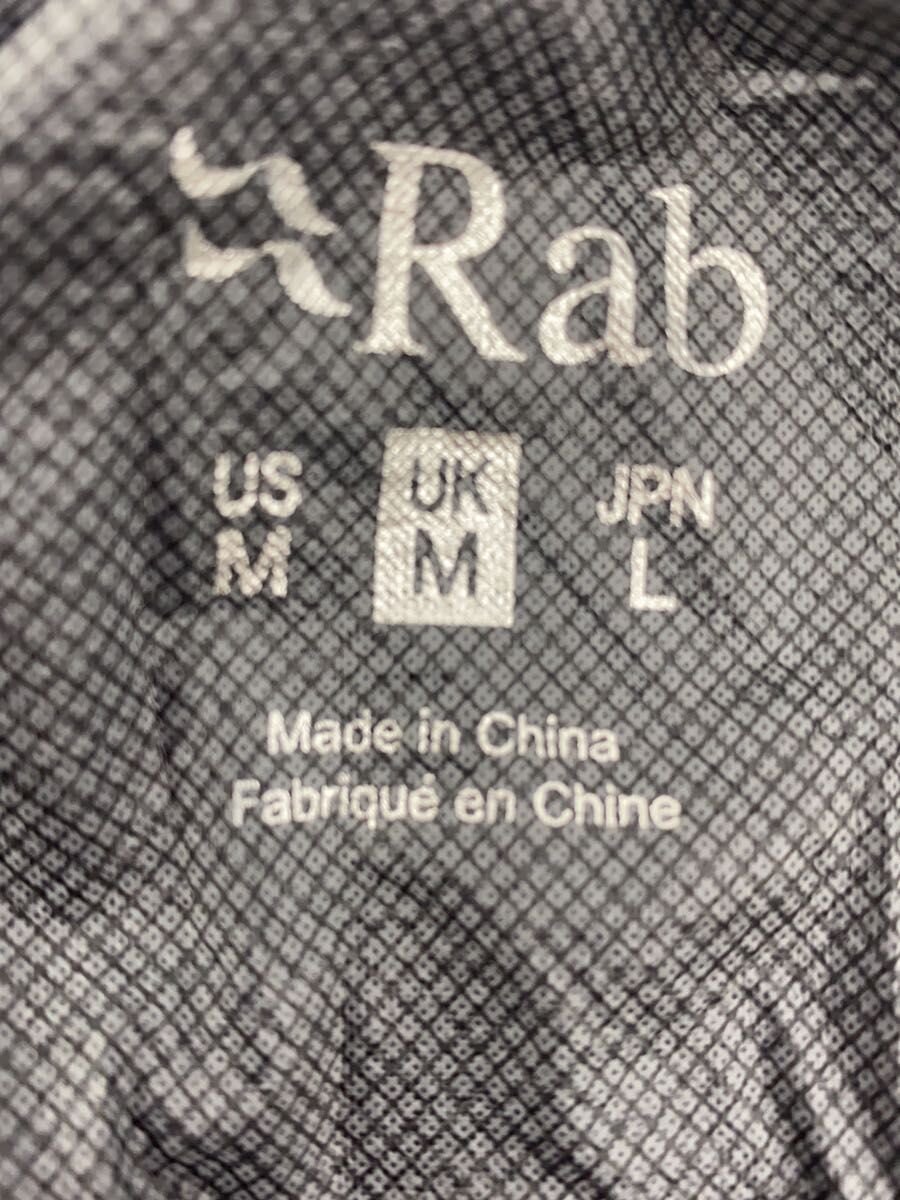 Rab
US UK JPN
M M L
Made in China
Fabriqué en Chine